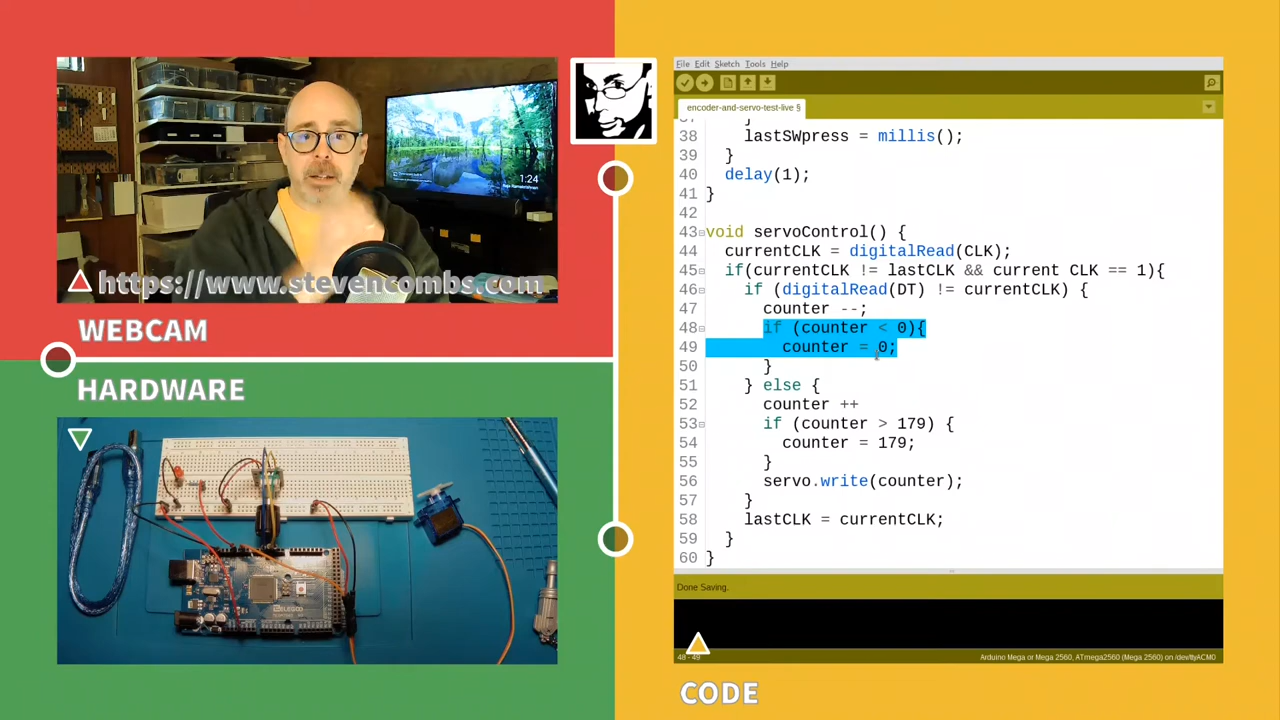 1:24
https://www.stevencombs.com
WEBCAM
HARDWARE
ELEGOO
File Edit Sketch Tools Help
encoder-and-servo-test-live §
37 }
38 lastSWpress = millis();
39 }
40 delay(1);
41 }
42
43 void servoControl() {
44 currentCLK = digitalRead(CLK);
45 if(currentCLK != lastCLK && current CLK == 1){
46 if (digitalRead(DT) != currentCLK) {
47 counter --;
48 if (counter < 0){
49 counter = 0;
50 }
51 } else {
52 counter ++
53 if (counter > 179) {
54 counter = 179;
55 }
56 servo.write(counter);
57 }
58 lastCLK = currentCLK;
59 }
60 }
Done Saving.
48 - 49
Arduino Mega or Mega 2560, ATmega2560 (Mega 2560) on /dev/ttyACM0
CODE